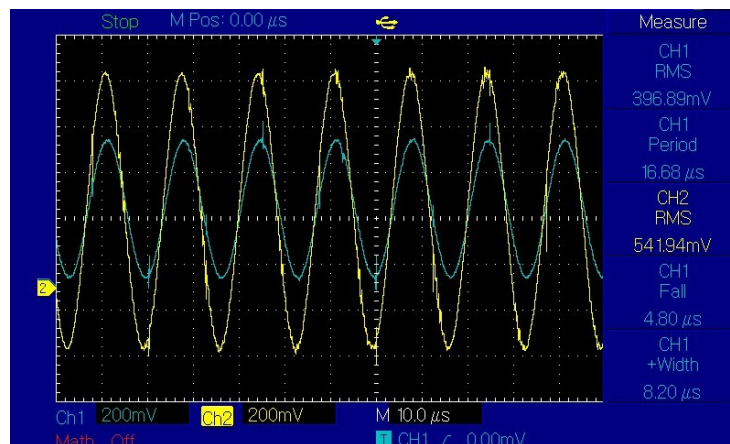 Stop M Pos: 0.00 μs Measure
CH1
RMS
396.89mV
CH1
Period
16.68 μs
CH2
RMS
541.94mV
2
CH1
Fall
4.80 μs
CH1
+Width
8.20 μs
Ch1 200mV Ch2 200mV M 10.0 μs
Math Off T CH1 0.00mV